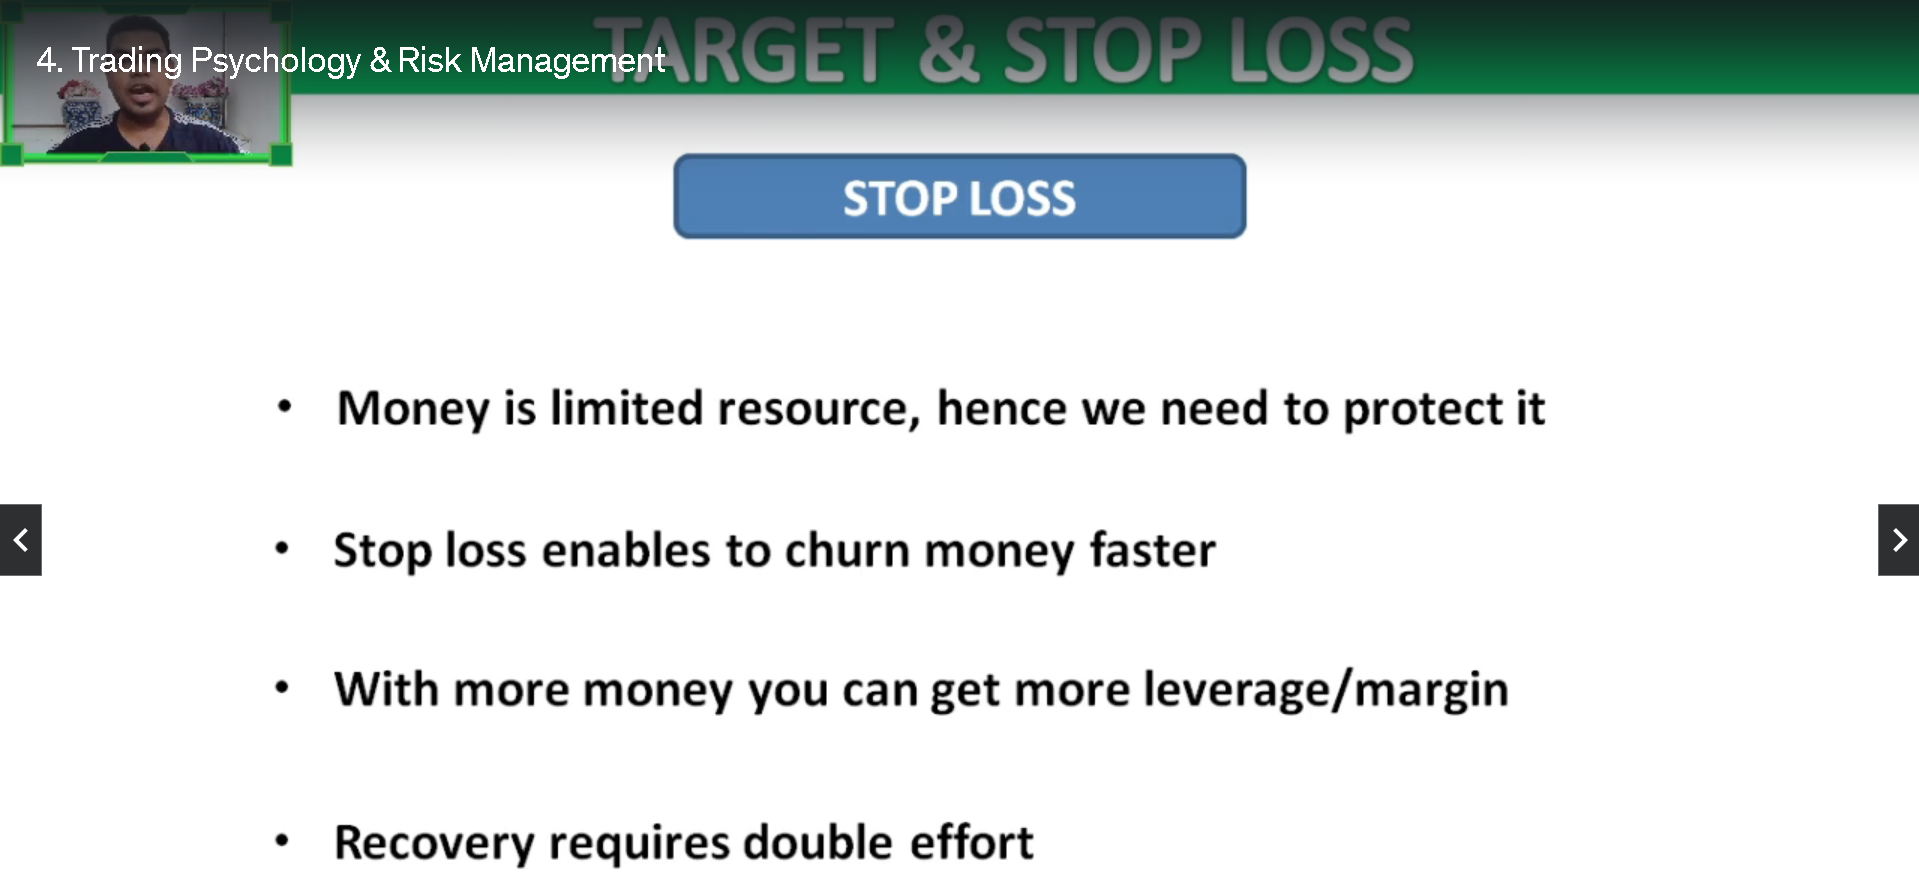 TARGET & STOP LOSS
4. Trading Psychology & Risk Management
STOP LOSS
• Money is limited resource, hence we need to protect it
• Stop loss enables to churn money faster
• With more money you can get more leverage/margin
• Recovery requires double effort